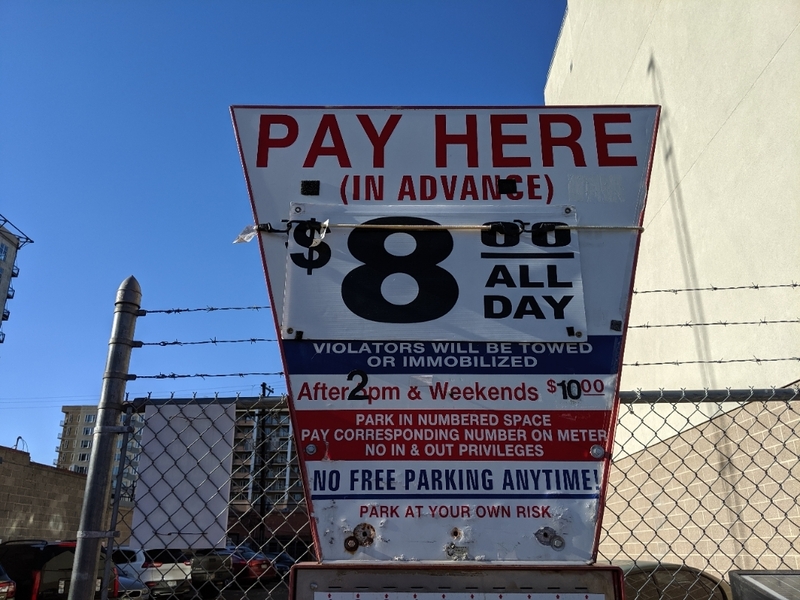 PAY HERE
(IN ADVANCE)
$8.00
ALL
DAY
VIOLATORS WILL BE TOWED
OR IMMOBILIZED
After 2pm & Weekends $10.00
PARK IN NUMBERED SPACE
PAY CORRESPONDING NUMBER ON METER
NO IN & OUT PRIVILEGES
NO FREE PARKING ANYTIME!
PARK AT YOUR OWN RISK